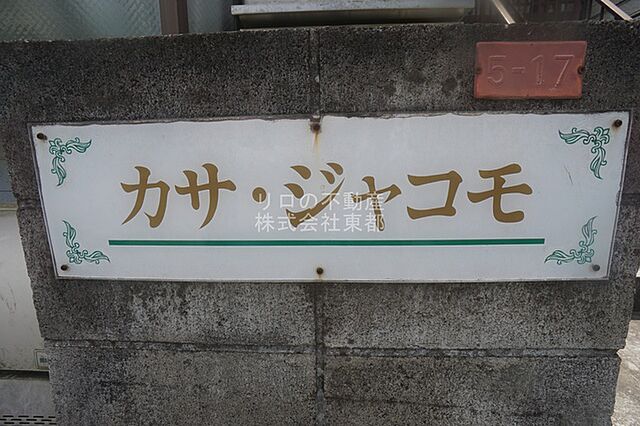 5-17
カサ・ジャコモ
リロの不動産
株式会社東都